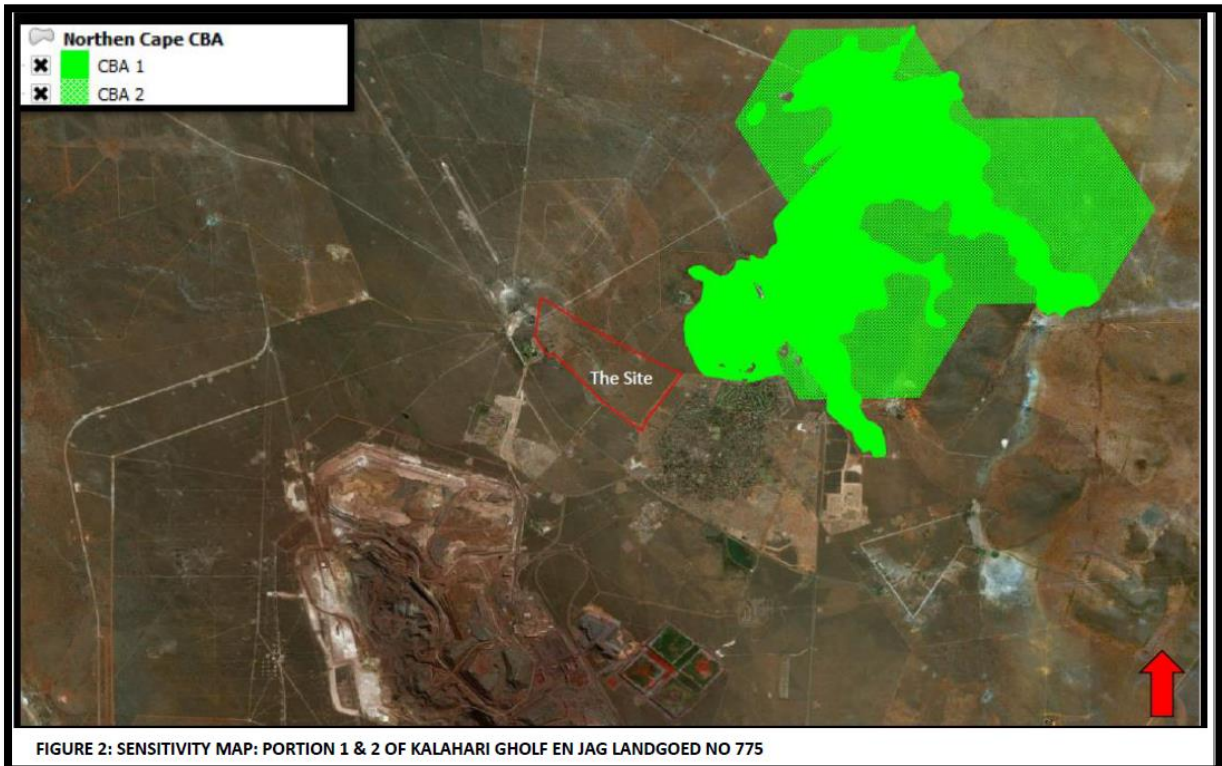 Northen Cape CBA
CBA 1
CBA 2
The Site
FIGURE 2: SENSITIVITY MAP: PORTION 1 & 2 OF KALAHARI GHOLF EN JAG LANDGOED NO 775